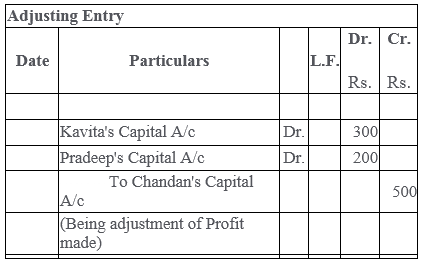 Adjusting Entry
Date Particulars L.F. Dr. Rs. Cr. Rs.
Kavita's Capital A/c Dr. 300
Pradeep's Capital A/c Dr. 200
To Chandan's Capital
A/c 500
(Being adjustment of Profit
made)